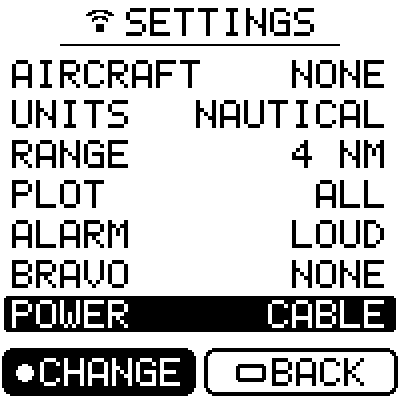 SETTINGS
AIRCRAFT NONE
UNITS NAUTICAL
RANGE 4 NM
PLOT ALL
ALARM LOUD
BRAVO NONE
POWER CABLE
CHANGE BACK